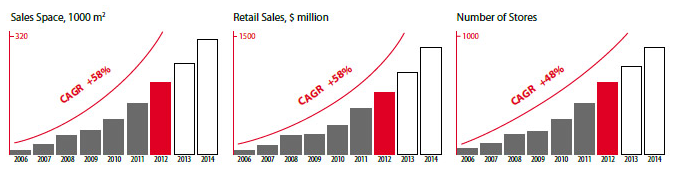 Sales Space, 1000 m²
320
CAGR +58%
2006 2007 2008 2009 2010 2011 2012 2013 2014
Retail Sales, $ million
1500
CAGR +58%
2006 2007 2008 2009 2010 2011 2012 2013 2014
Number of Stores
1000
CAGR +48%
2006 2007 2008 2009 2010 2011 2012 2013 2014